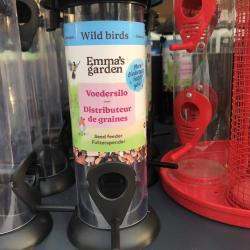 Wild birds
Emma's
garden
Voedersilo
Distributeur
de graines
Seed feeder
Futterspender